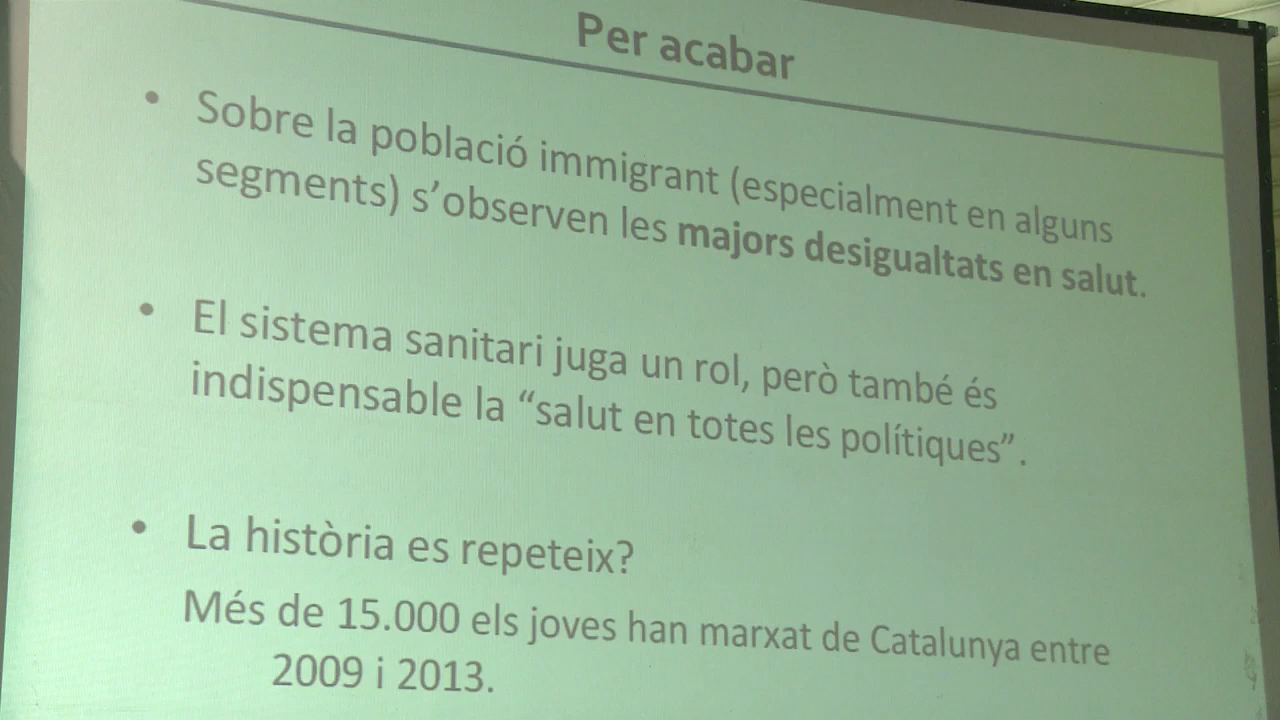 Per acabar
• Sobre la població immigrant (especialment en alguns
segments) s’observen les majors desigualtats en salut.
• El sistema sanitari juga un rol, però també és
indispensable la “salut en totes les polítiques”.
• La història es repeteix?
Més de 15.000 els joves han marxat de Catalunya entre
2009 i 2013.